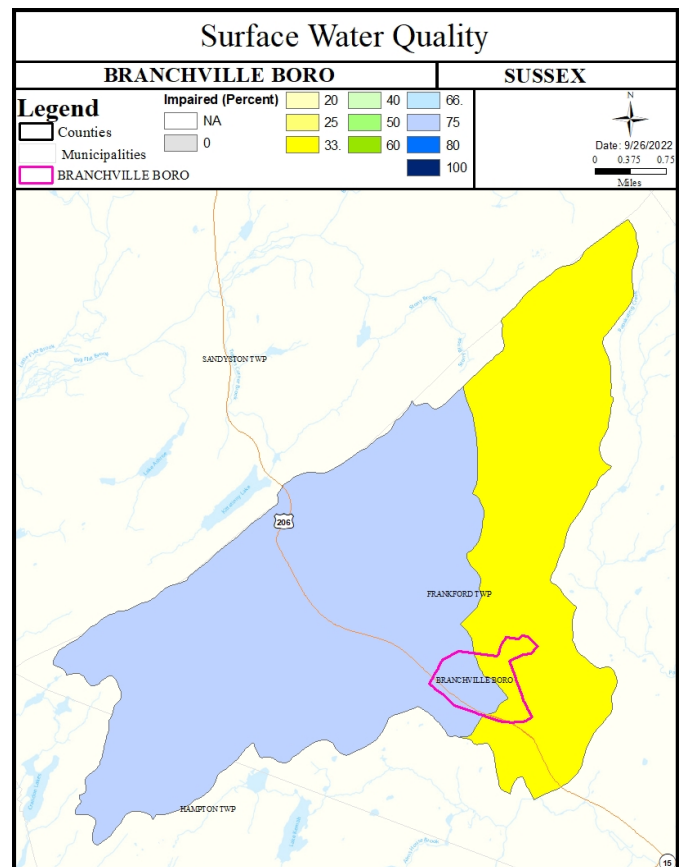 Surface Water Quality
BRANCHVILLE BORO
SUSSEX
Legend
Counties
Municipalities
BRANCHVILLE BORO
Impaired (Percent)
NA
0
20
25
33.
40
50
60
66.
75
80
100
N
Date: 9/26/2022
0 0.375 0.75
Miles
SANDYSTON TWP
206
FRANKFORD TWP
BRANCHVILLE BORO
HAMPTON TWP
15